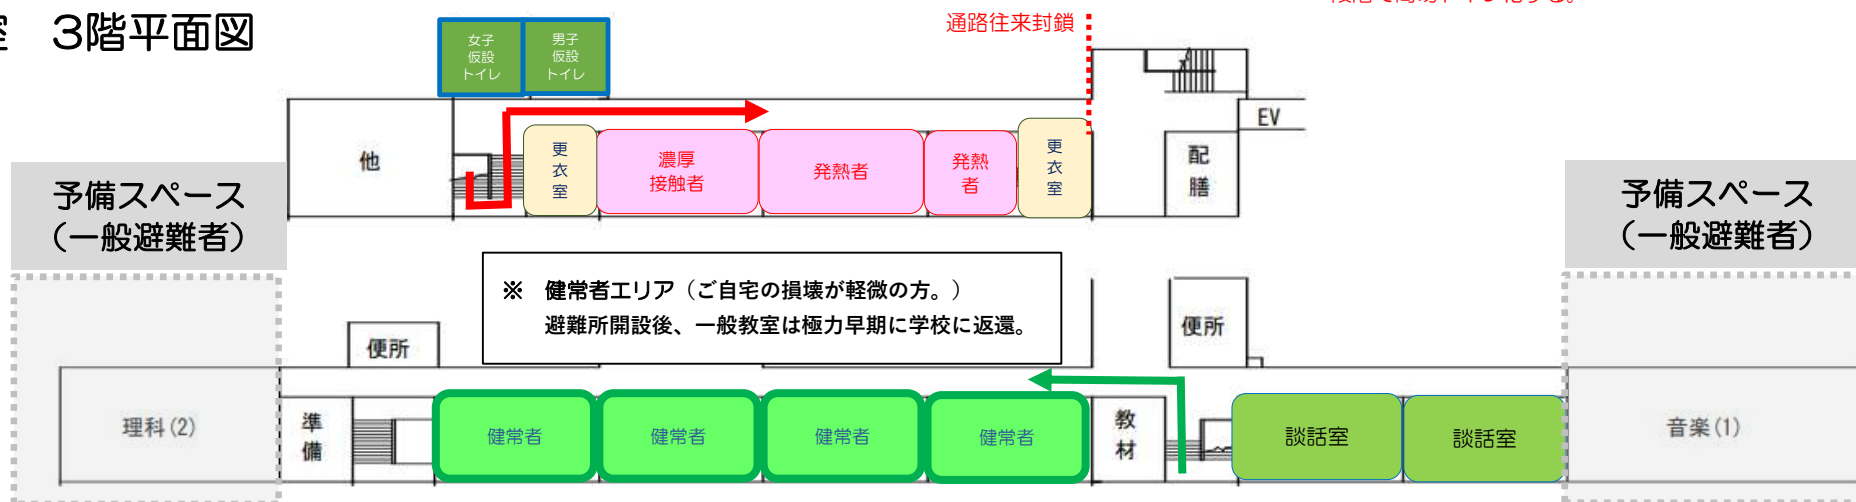 室　3階平面図
通路往来封鎖
女子
仮設
トイレ
男子
仮設
トイレ
EV
他
更
衣
室
濃厚
接触者
発熱者
発熱
者
更
衣
室
配
膳
予備スペース
（一般避難者）
予備スペース
（一般避難者）
※　健常者エリア（ご自宅の損壊が軽微の方。）
避難所開設後、一般教室は極力早期に学校に返還。
便所
便所
理科(2)
準
備
健常者
健常者
健常者
健常者
教
材
談話室
談話室
音楽(1)